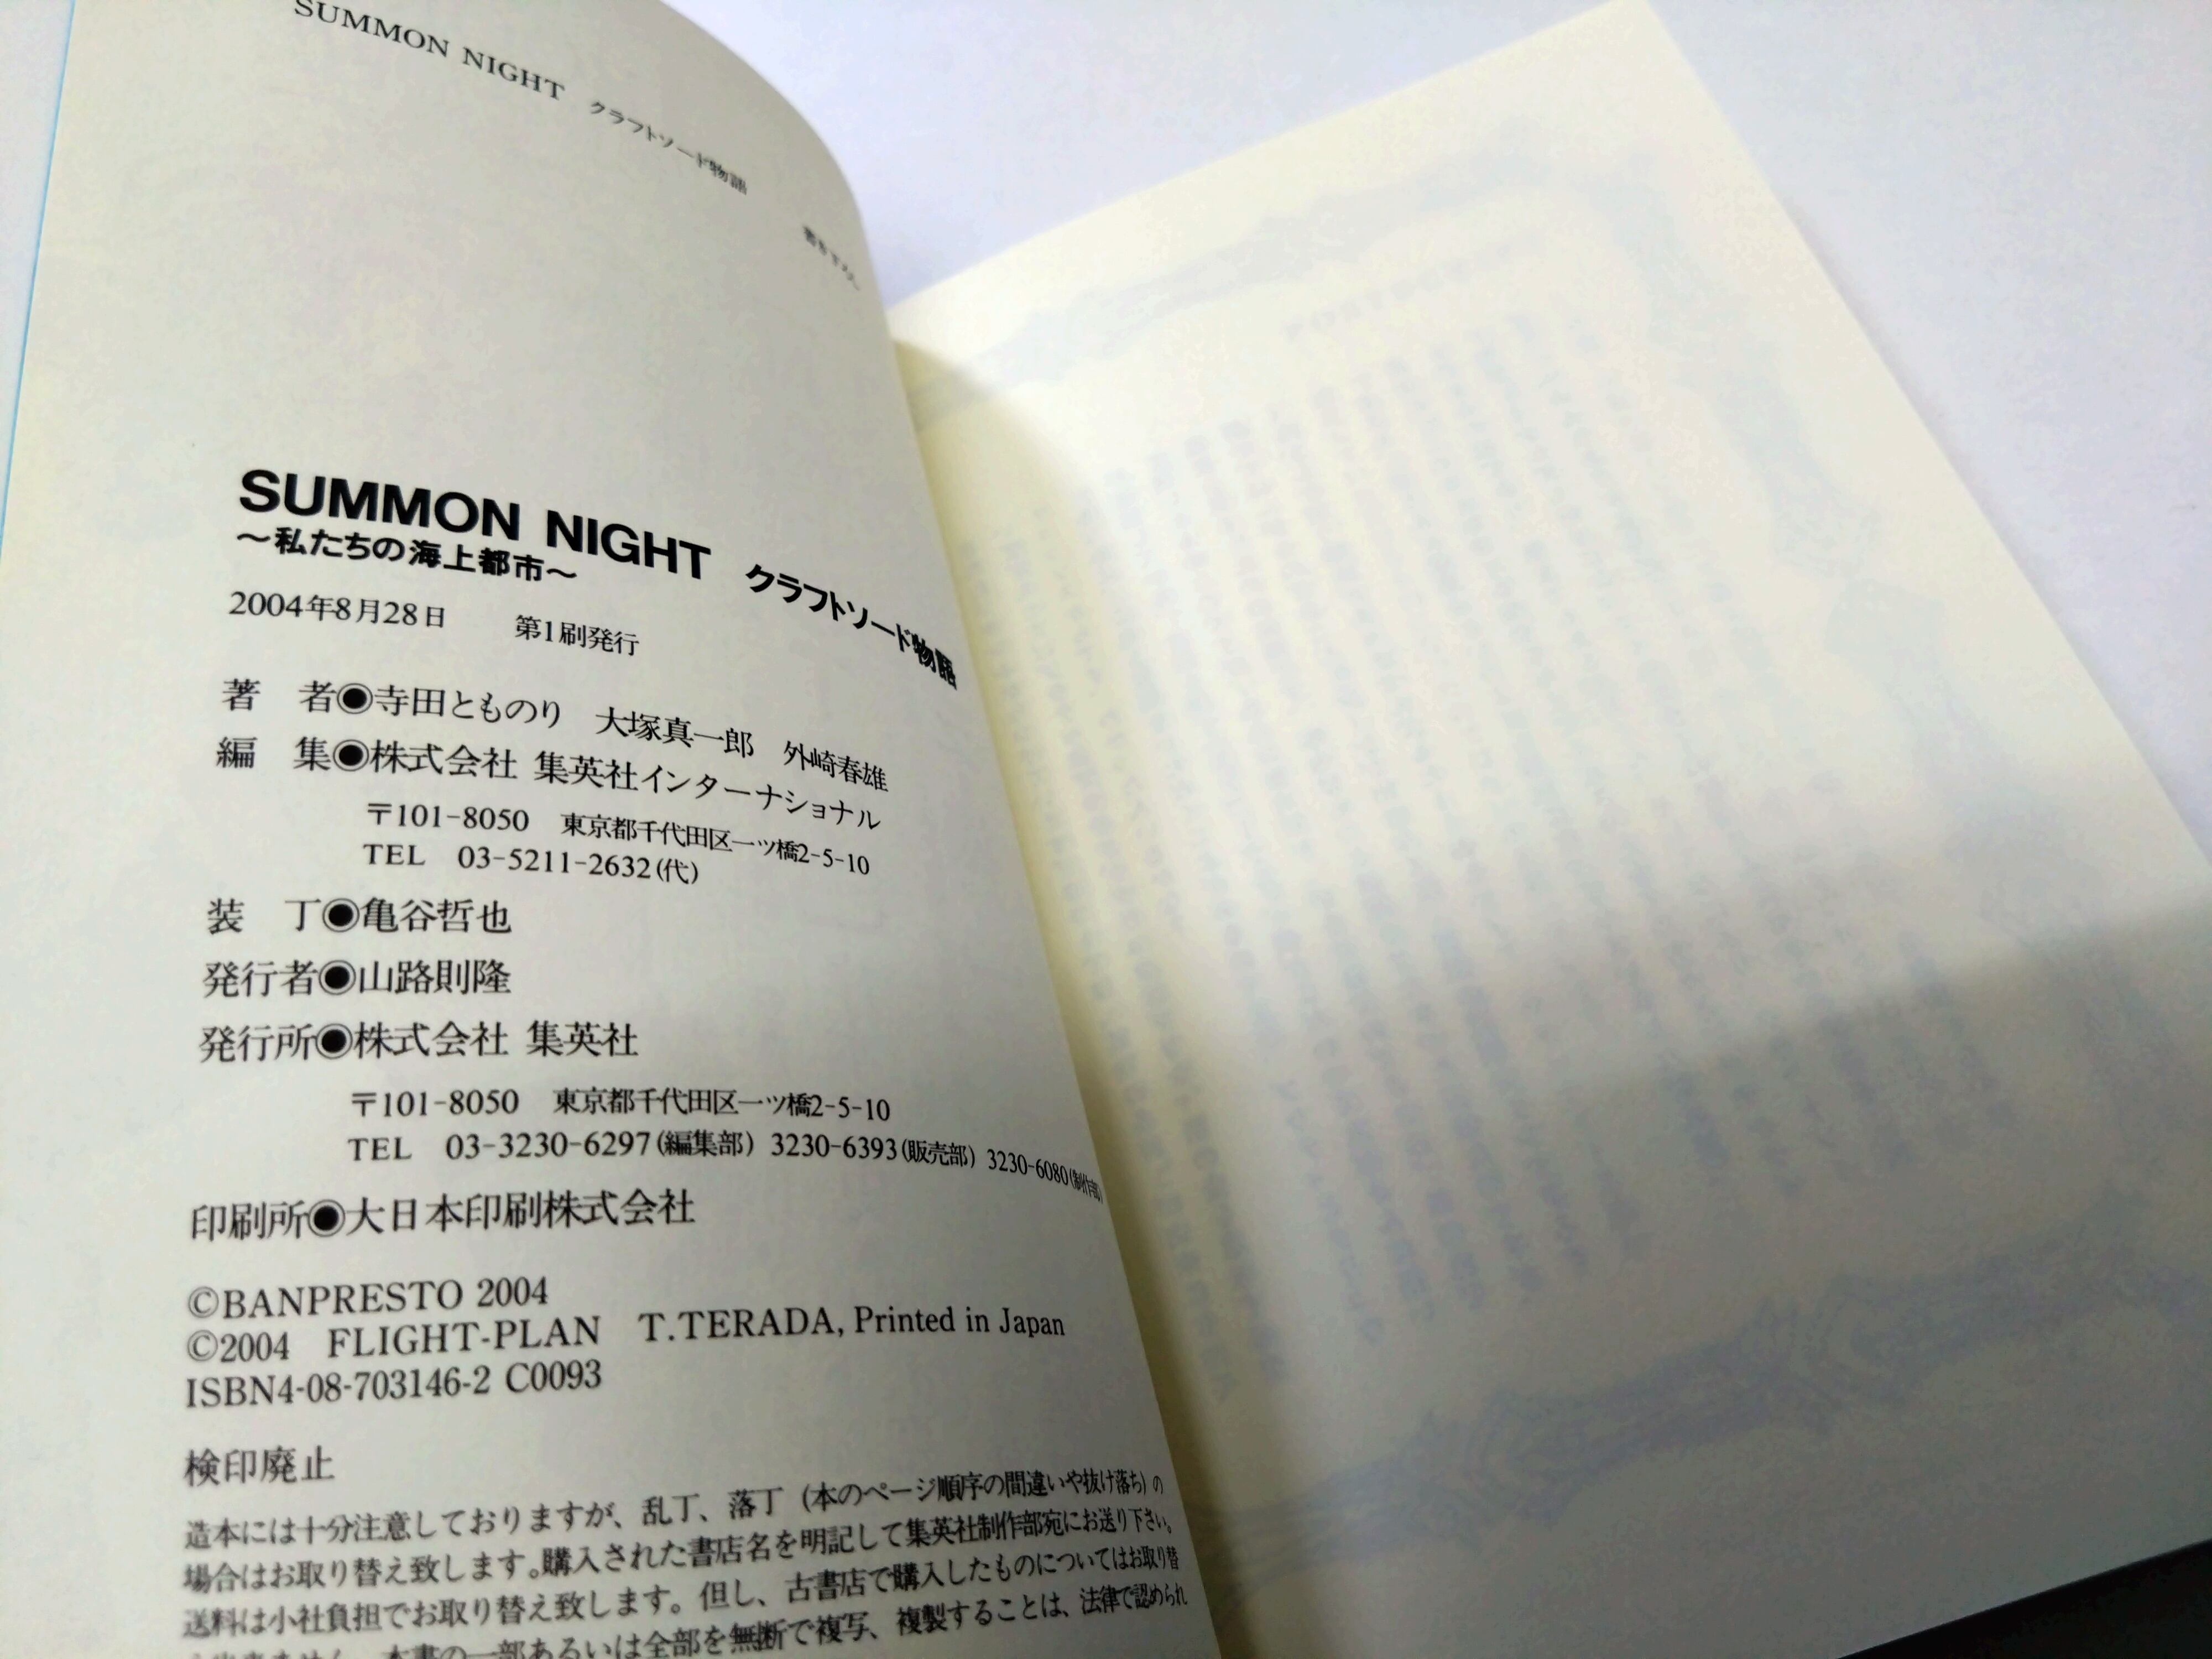 SUMMON NIGHT クラフトソード物語 書き下ろし
SUMMON NIGHT クラフトソード物語
～私たちの海上都市～
2004年8月28日 第1刷発行
著 者◉寺田とものり 大塚真一郎 外崎春雄
編 集◉株式会社 集英社インターナショナル
〒101-8050 東京都千代田区一ツ橋2-5-10
TEL 03-5211-2632(代)
装 丁◉亀谷哲也
発行者◉山路則隆
発行所◉株式会社 集英社
〒101-8050 東京都千代田区一ツ橋2-5-10
TEL 03-3230-6297(編集部) 3230-6393(販売部) 3230-6080(制作部)
印刷所◉大日本印刷株式会社
©BANPRESTO 2004
©2004 FLIGHT-PLAN T.TERADA, Printed in Japan
ISBN4-08-703146-2 C0093
検印廃止
造本には十分注意しておりますが、乱丁、落丁（本のページ順序の間違いや抜け落ち）の
場合はお取り替え致します。購入された書店名を明記して集英社制作部宛にお送り下さい。
送料は小社負担でお取り替え致します。但し、古書店で購入したものについてはお取り替
本書の一部あるいは全部を無断で複写、複製することは、法律で認められ